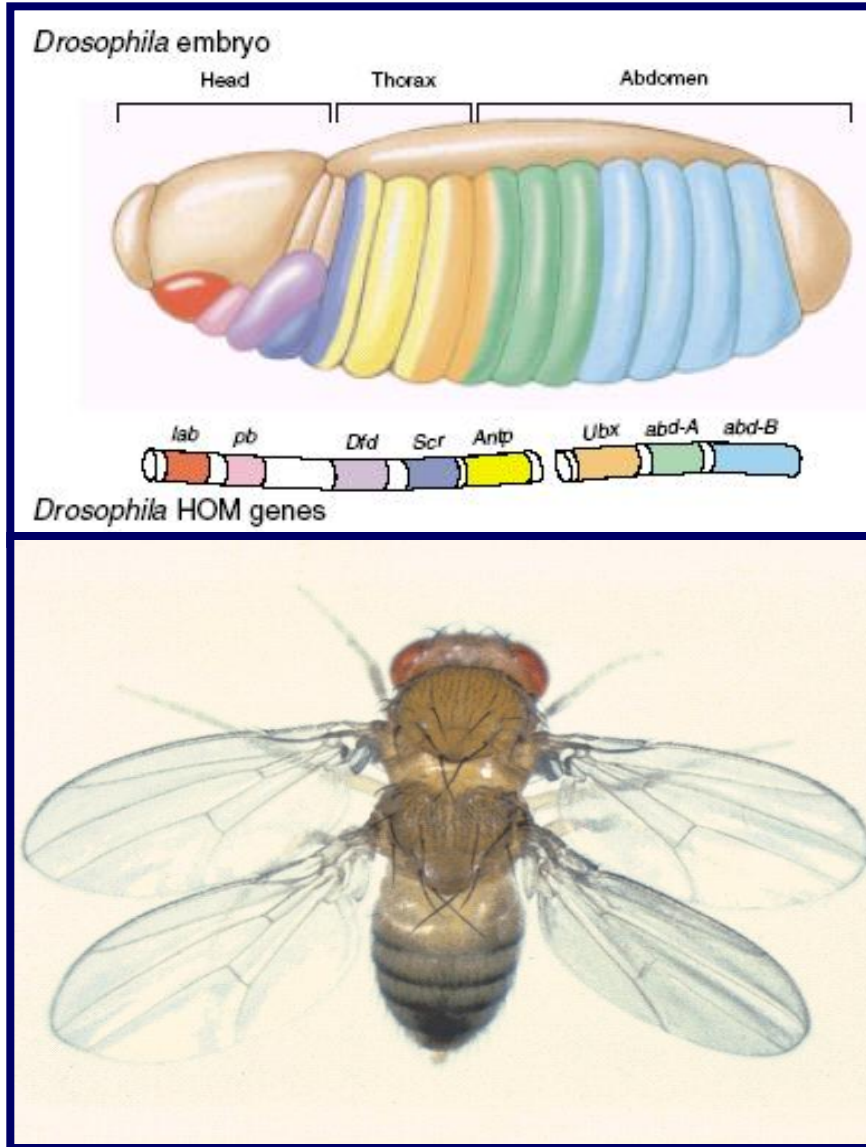 Drosophila embryo
Head Thorax Abdomen
lab pb Dfd Scr Antp Ubx abd-A abd-B
Drosophila HOM genes